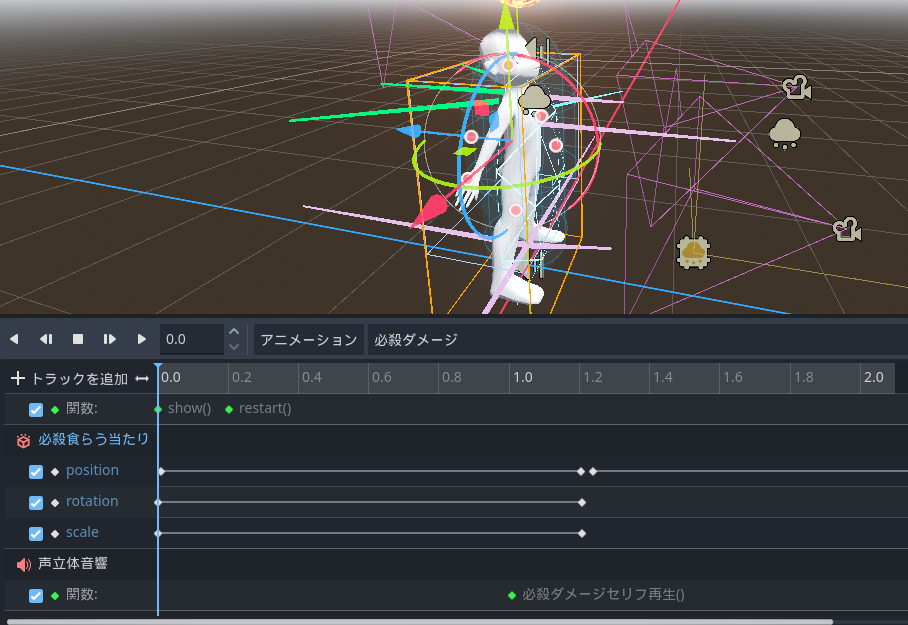 0.0 アニメーション 必殺ダメージ
トラックを追加 0.0 0.2 0.4 0.6 0.8 1.0 1.2 1.4 1.6 1.8 2.0
関数: show() restart()
必殺食らう当たり
position
rotation
scale
声立体音響
関数: 必殺ダメージセリフ再生()